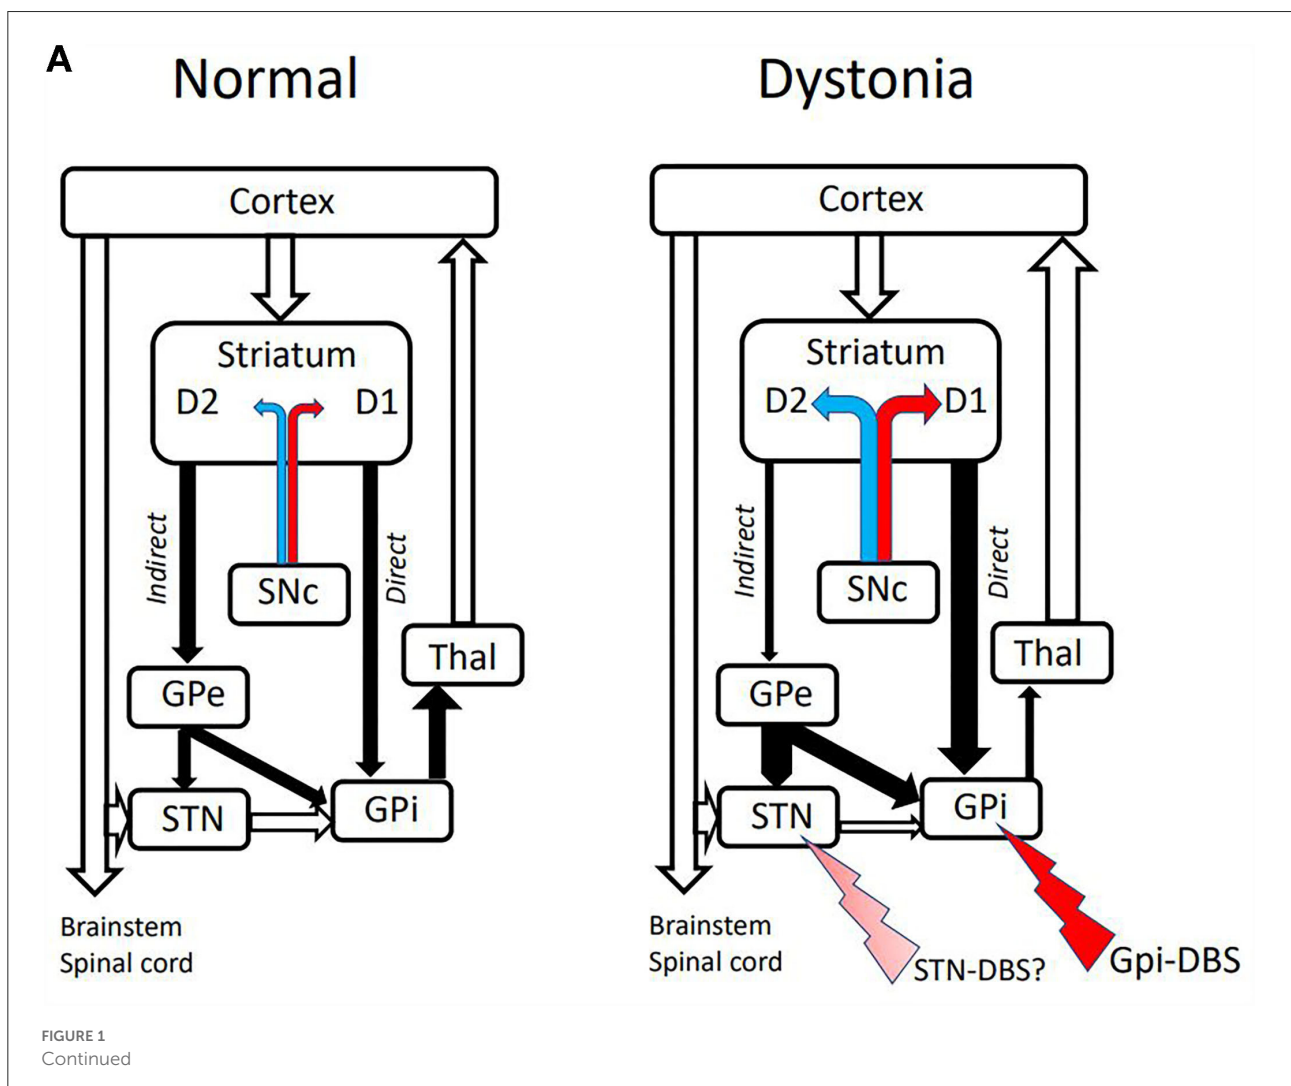 A
Normal
Cortex
Striatum
D2
D1
Indirect
Direct
SNc
Thal
GPe
STN
GPi
Brainstem
Spinal cord
Dystonia
Cortex
Striatum
D2
D1
Indirect
Direct
SNc
Thal
GPe
STN
GPi
Brainstem
Spinal cord
STN-DBS?
Gpi-DBS
FIGURE 1
Continued